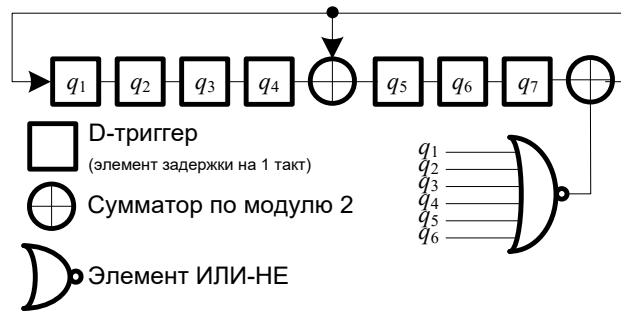 q1 q2 q3 q4 q5 q6 q7
D-триггер
(элемент задержки на 1 такт)
Сумматор по модулю 2
Элемент ИЛИ-НЕ
q1
q2
q3
q4
q5
q6